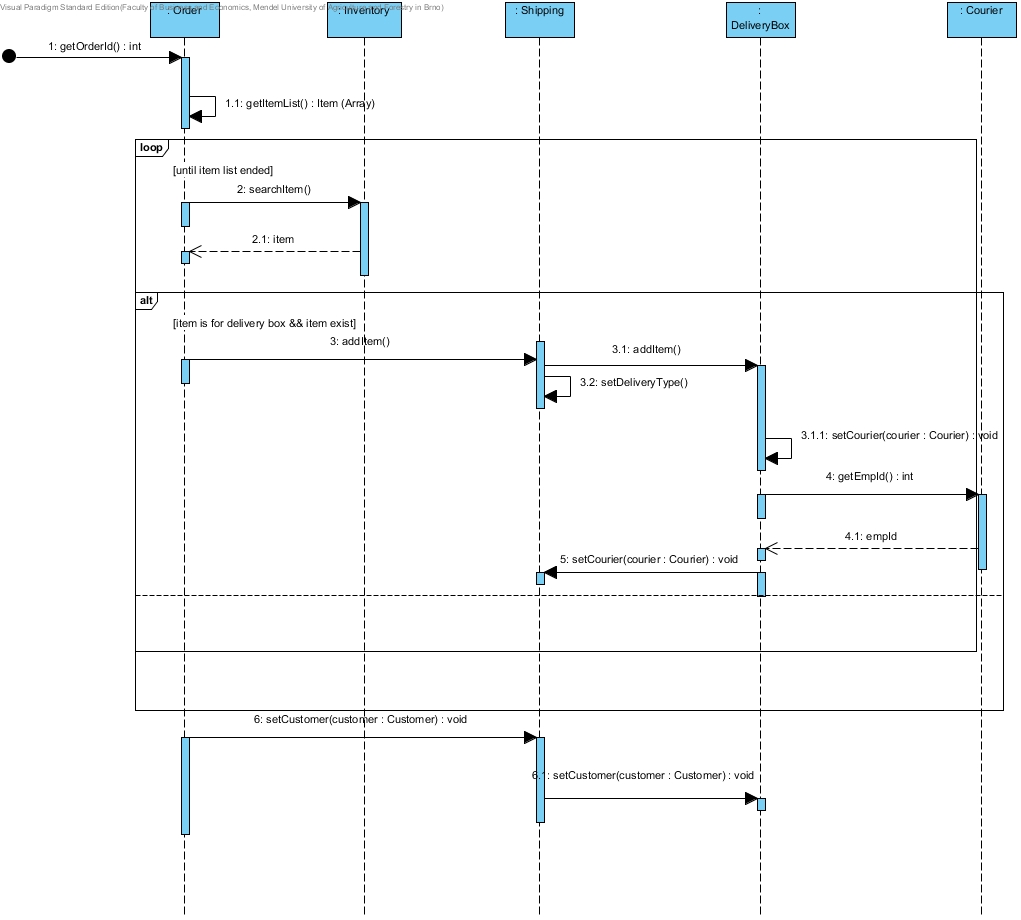 Visual Paradigm Standard Edition(Faculty of Business and Economics, Mendel University of Agriculture and Forestry in Brno)
: Order
: Inventory
: Shipping
:
DeliveryBox
: Courier
1: getOrderId() : int
1.1: getItemList() : Item (Array)
loop
[until item list ended]
2: searchItem()
2.1: item
alt
[item is for delivery box && item exist]
3: addItem()
3.1: addItem()
3.2: setDeliveryType()
3.1.1: setCourier(courier : Courier) : void
4: getEmpId() : int
4.1: empId
5: setCourier(courier : Courier) : void
6: setCustomer(customer : Customer) : void
6.1: setCustomer(customer : Customer) : void